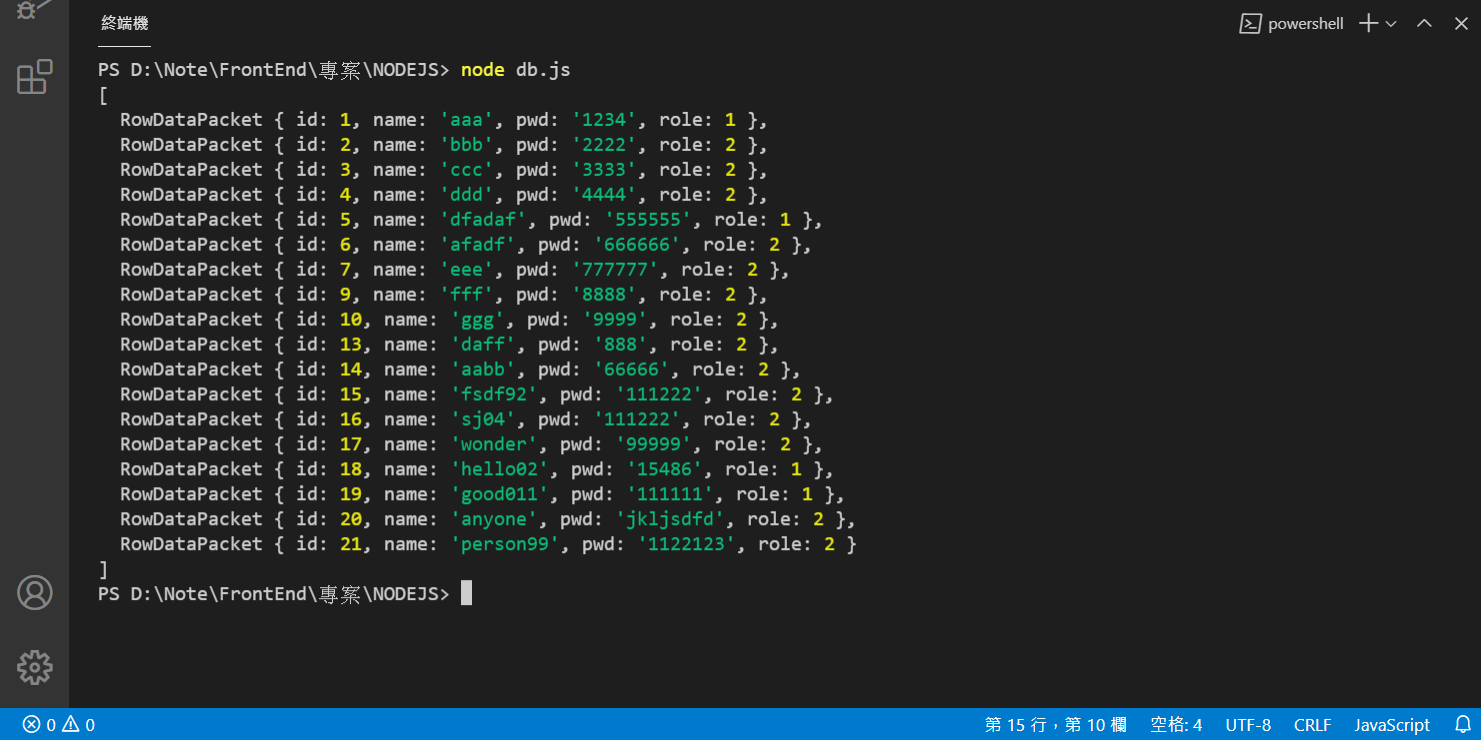 終端機
powershell
PS D:\Note\FrontEnd\專案\NODEJS> node db.js
[
  RowDataPacket { id: 1, name: 'aaa', pwd: '1234', role: 1 },
  RowDataPacket { id: 2, name: 'bbb', pwd: '2222', role: 2 },
  RowDataPacket { id: 3, name: 'ccc', pwd: '3333', role: 2 },
  RowDataPacket { id: 4, name: 'ddd', pwd: '4444', role: 2 },
  RowDataPacket { id: 5, name: 'dfadaf', pwd: '555555', role: 1 },
  RowDataPacket { id: 6, name: 'afadf', pwd: '666666', role: 2 },
  RowDataPacket { id: 7, name: 'eee', pwd: '777777', role: 2 },
  RowDataPacket { id: 9, name: 'fff', pwd: '8888', role: 2 },
  RowDataPacket { id: 10, name: 'ggg', pwd: '9999', role: 2 },
  RowDataPacket { id: 13, name: 'daff', pwd: '888', role: 2 },
  RowDataPacket { id: 14, name: 'aabb', pwd: '66666', role: 2 },
  RowDataPacket { id: 15, name: 'fsdf92', pwd: '111222', role: 2 },
  RowDataPacket { id: 16, name: 'sj04', pwd: '111222', role: 2 },
  RowDataPacket { id: 17, name: 'wonder', pwd: '99999', role: 2 },
  RowDataPacket { id: 18, name: 'hello02', pwd: '15486', role: 1 },
  RowDataPacket { id: 19, name: 'good011', pwd: '111111', role: 1 },
  RowDataPacket { id: 20, name: 'anyone', pwd: 'jkljsdfd', role: 2 },
  RowDataPacket { id: 21, name: 'person99', pwd: '1122123', role: 2 }
]
PS D:\Note\FrontEnd\專案\NODEJS>
0 0 第 15 行，第 10 欄 空格: 4 UTF-8 CRLF JavaScript